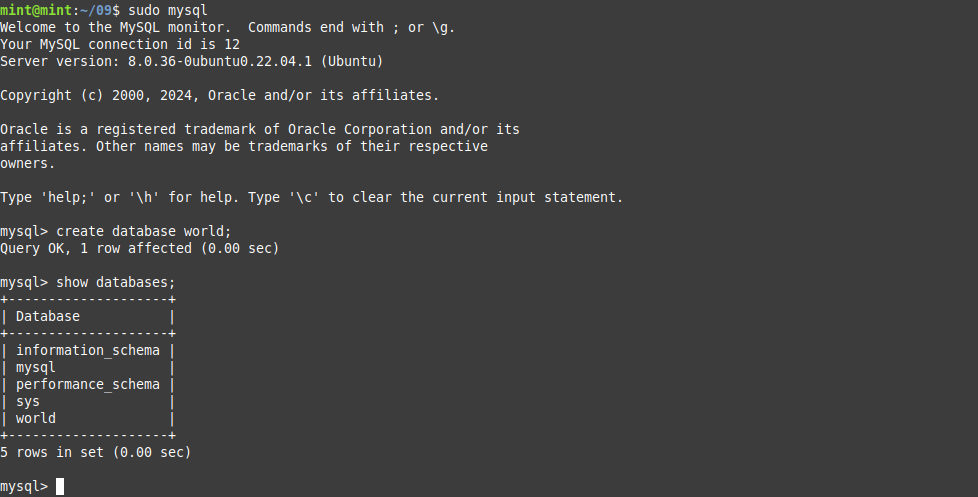 mint@mint:~/09$ sudo mysql
Welcome to the MySQL monitor.  Commands end with ; or \g.
Your MySQL connection id is 12
Server version: 8.0.36-0ubuntu0.22.04.1 (Ubuntu)

Copyright (c) 2000, 2024, Oracle and/or its affiliates.

Oracle is a registered trademark of Oracle Corporation and/or its
affiliates. Other names may be trademarks of their respective
owners.

Type 'help;' or '\h' for help. Type '\c' to clear the current input statement.

mysql> create database world;
Query OK, 1 row affected (0.00 sec)

mysql> show databases;
+--------------------+
| Database           |
+--------------------+
| information_schema |
| mysql              |
| performance_schema |
| sys                |
| world              |
+--------------------+
5 rows in set (0.00 sec)

mysql>